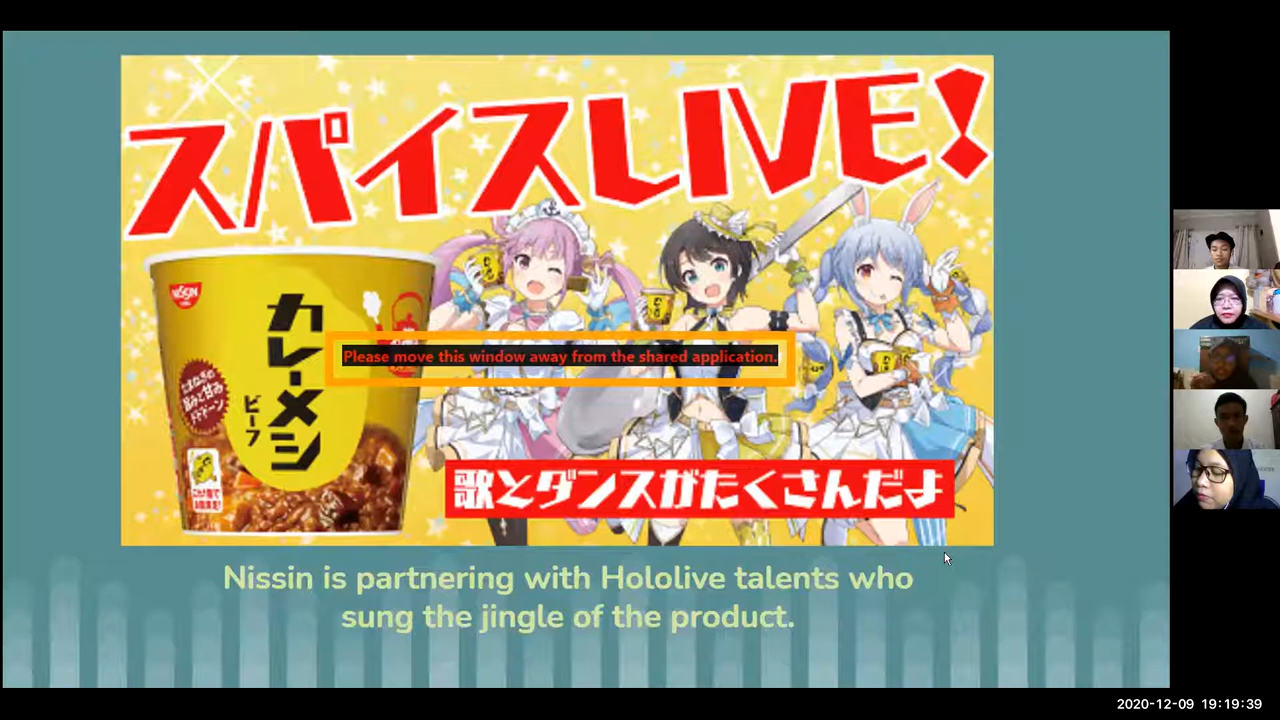 スパイスLIVE!
NISSIN
カレーメシ
ビーフ
Please move this window away from the shared application.
歌とダンスがたくさんだよ
Nissin is partnering with Hololive talents who
sung the jingle of the product.
2020-12-09 19:19:39